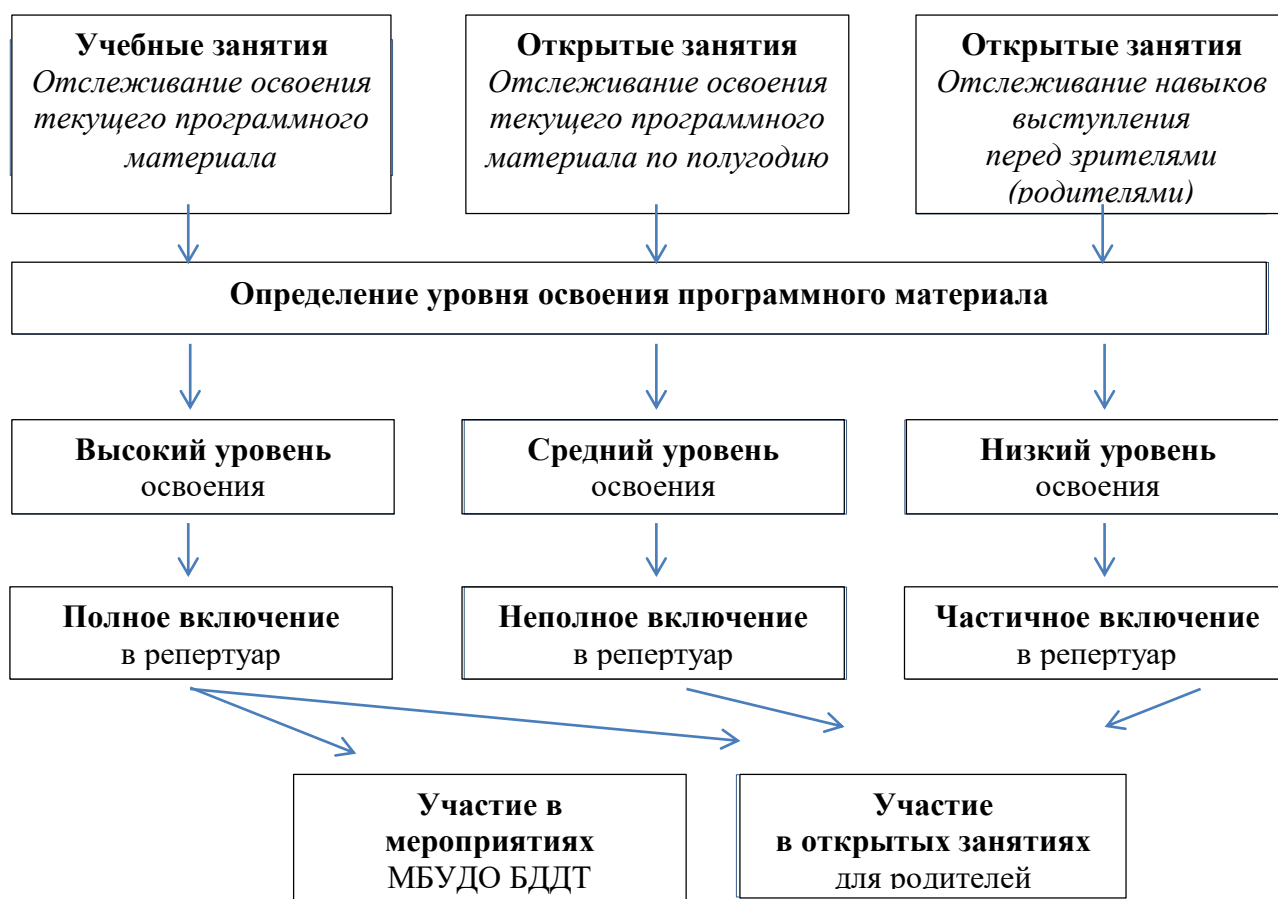 Учебные занятия
Отслеживание освоения
текущего программного
материала
Открытые занятия
Отслеживание освоения
текущего программного
материала по полугодию
Открытые занятия
Отслеживание навыков
выступления
перед зрителями
(родителями)
Определение уровня освоения программного материала
Высокий уровень
освоения
Средний уровень
освоения
Низкий уровень
освоения
Полное включение
в репертуар
Неполное включение
в репертуар
Частичное включение
в репертуар
Участие в
мероприятиях
МБУДО БДДТ
Участие
в открытых занятиях
для родителей